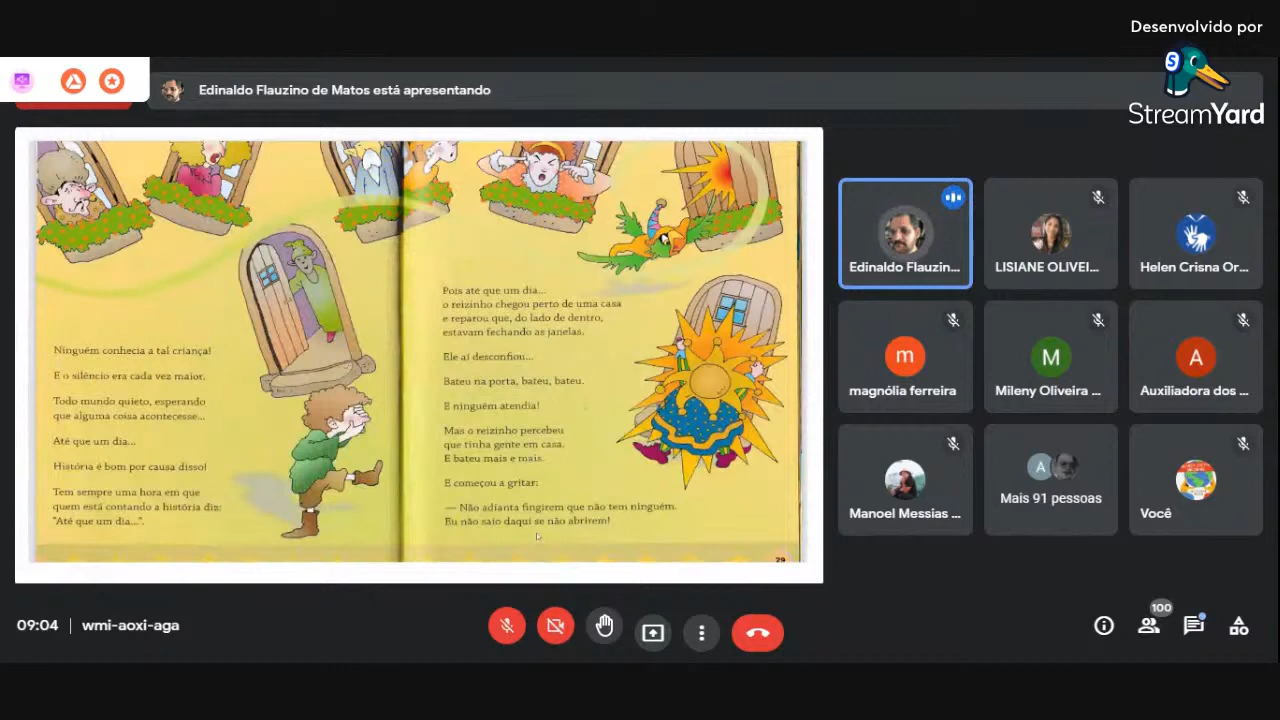 Desenvolvido por
StreamYard
Edinaldo Flauzino de Matos está apresentando
Ninguém conhecia a tal criança!
E o silêncio era cada vez maior.
Todo mundo quieto, esperando
que alguma coisa acontecesse...
Até que um dia...
História é bom por causa disso!
Tem sempre uma hora em que
quem está contando a história diz:
"Até que um dia...".
Pois até que um dia...
o reizinho chegou perto de uma casa
e reparou que, do lado de dentro,
estavam fechando as janelas.
Ele aí desconfiou...
Bateu na porta, bateu, bateu.
E ninguém atendia!
Mas o reizinho percebeu
que tinha gente em casa.
E bateu mais e mais.
E começou a gritar:
— Não adianta fingirem que não tem ninguém.
Eu não saio daqui se não abrirem!
29
Edinaldo Flauzin...
LISIANE OLIVEI...
Helen Crisna Or...
m
magnólia ferreira
M
Mileny Oliveira ...
A
Auxiliadora dos ...
Manoel Messias ...
A
Mais 91 pessoas
Você
09:04 | wmi-aoxi-aga
100